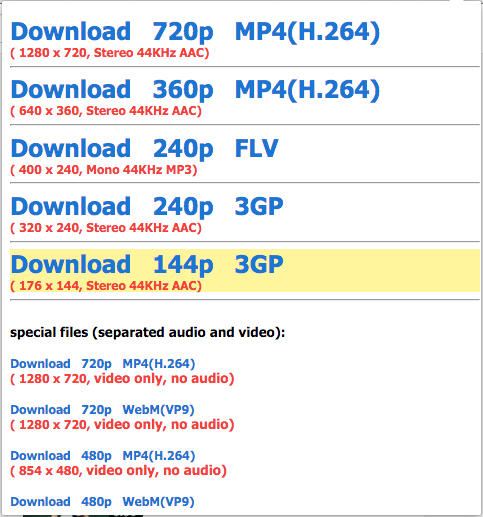 Download 720p MP4(H.264)
( 1280 x 720, Stereo 44KHz AAC)
Download 360p MP4(H.264)
( 640 x 360, Stereo 44KHz AAC)
Download 240p FLV
( 400 x 240, Mono 44KHz MP3)
Download 240p 3GP
( 320 x 240, Stereo 44KHz AAC)
Download 144p 3GP
( 176 x 144, Stereo 44KHz AAC)
special files (separated audio and video):
Download 720p MP4(H.264)
( 1280 x 720, video only, no audio)
Download 720p WebM(VP9)
( 1280 x 720, video only, no audio)
Download 480p MP4(H.264)
( 854 x 480, video only, no audio)
Download 480p WebM(VP9)